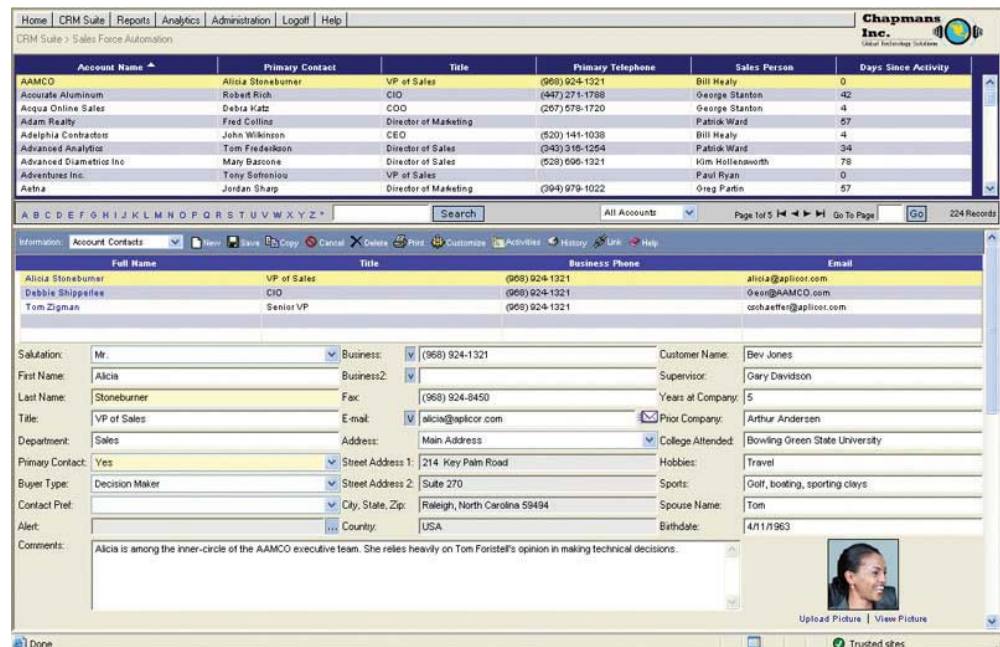 Home | CRM Suite | Reports | Analytics | Administration | Logoff | Help |
Chapmans Inc.
Global Technology Solutions
CRM Suite > Sales Force Automation
Account Name Primary Contact Title Primary Telephone Sales Person Days Since Activity
AAMCO Alicia Stoneburner VP of Sales (968) 924-1321 Bill Healy 0
Accurate Aluminum Robert Rich CIO (447) 271-1788 George Stanton 42
Acqua Online Sales Debra Katz COO (267) 578-1720 George Stanton 4
Adam Realty Fred Collins Director of Marketing Patrick Ward 57
Adelphia Contractors John Wilkinson CEO (520) 141-1038 Bill Healy 4
Advanced Analytics Tom Frederikson Director of Sales (343) 316-1254 Patrick Ward 34
Advanced Diametrics Inc Mary Bascone Director of Sales (528) 696-1321 Kim Hollensworth 78
Adventures Inc. Tony Sofroniou VP of Sales Paul Ryan 0
Aetna Jordan Sharp Director of Marketing (394) 979-1022 Greg Partin 57
A B C D E F G H I J K L M N O P Q R S T U V W X Y Z * Search All Accounts Page 1of 5 Go To Page Go 224 Records
Information: Account Contacts New Save Copy Cancel Delete Print Customize Activities History Link Help
Full Name Title Business Phone Email
Alicia Stoneburner VP of Sales (968) 924-1321 alicia@aplicor.com
Debbie Shipperlee CIO (968) 924-1321 Geon@AAMCO.com
Tom Zigman Senior VP (968) 924-1321 cschaeffer@aplicor.com
Salutation: Mr. Business: v (968) 924-1321 Customer Name: Bev Jones
First Name: Alicia Business2: v Supervisor: Gary Davidson
Last Name: Stoneburner Fax: (968) 924-8450 Years at Company: 5
Title: VP of Sales E-mail: V alicia@aplicor.com Prior Company: Arthur Andersen
Department: Sales Address: Main Address College Attended: Bowling Green State University
Primary Contact: Yes Street Address 1: 214 Key Palm Road Hobbies: Travel
Buyer Type: Decision Maker Street Address 2: Suite 270 Sports: Golf, boating, sporting clays
Contact Pref: City, State, Zip: Raleigh, North Carolina 59494 Spouse Name: Tom
Alert: ... Country: USA Birthdate: 4/11/1963
Comments: Alicia is among the inner-circle of the AAMCO executive team. She relies heavily on Tom Foristell's opinion in making technical decisions.
Upload Picture | View Picture
Done Trusted sites